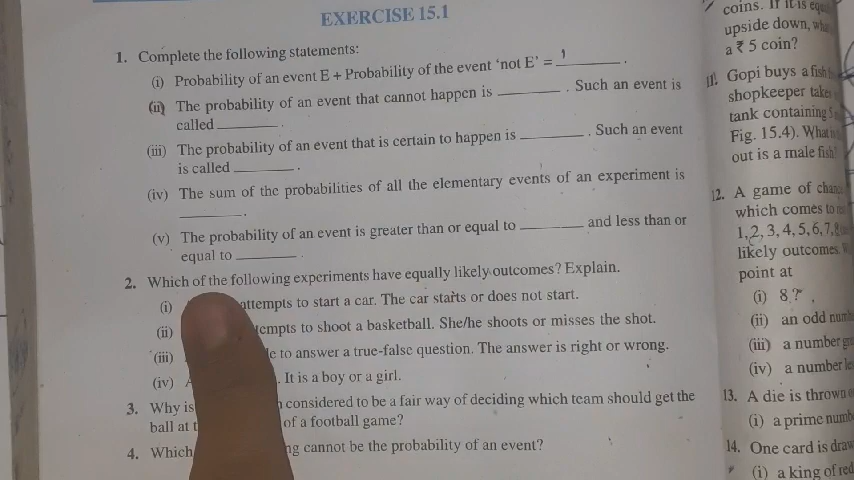 EXERCISE 15.1
1. Complete the following statements:
(i) Probability of an event E + Probability of the event 'not E' = 1 .
(ii) The probability of an event that cannot happen is ________ . Such an event is
called ________ .
(iii) The probability of an event that is certain to happen is ________ . Such an event
is called ________ .
(iv) The sum of the probabilities of all the elementary events of an experiment is
________ .
(v) The probability of an event is greater than or equal to ________ and less than or
equal to ________ .
2. Which of the following experiments have equally likely outcomes? Explain.
(i) attempts to start a car. The car starts or does not start.
(ii) to shoot a basketball. She/he shoots or misses the shot.
(iii) to answer a true-false question. The answer is right or wrong.
(iv) A . It is a boy or a girl.
3. Why is considered to be a fair way of deciding which team should get the
ball at of a football game?
4. Which cannot be the probability of an event?
coins. If it is
upside down,
a ₹ 5 coin?
11. Gopi buys a fish
shopkeeper takes
tank containing 5
Fig. 15.4). What
out is a male fish?
12. A game of
which comes to
1, 2, 3, 4, 5, 6, 7, 8
likely outcomes.
point at
(i) 8 ?
(ii) an odd
(iii) a number
(iv) a number
13. A die is thrown
(i) a prime
14. One card is
(i) a king of red